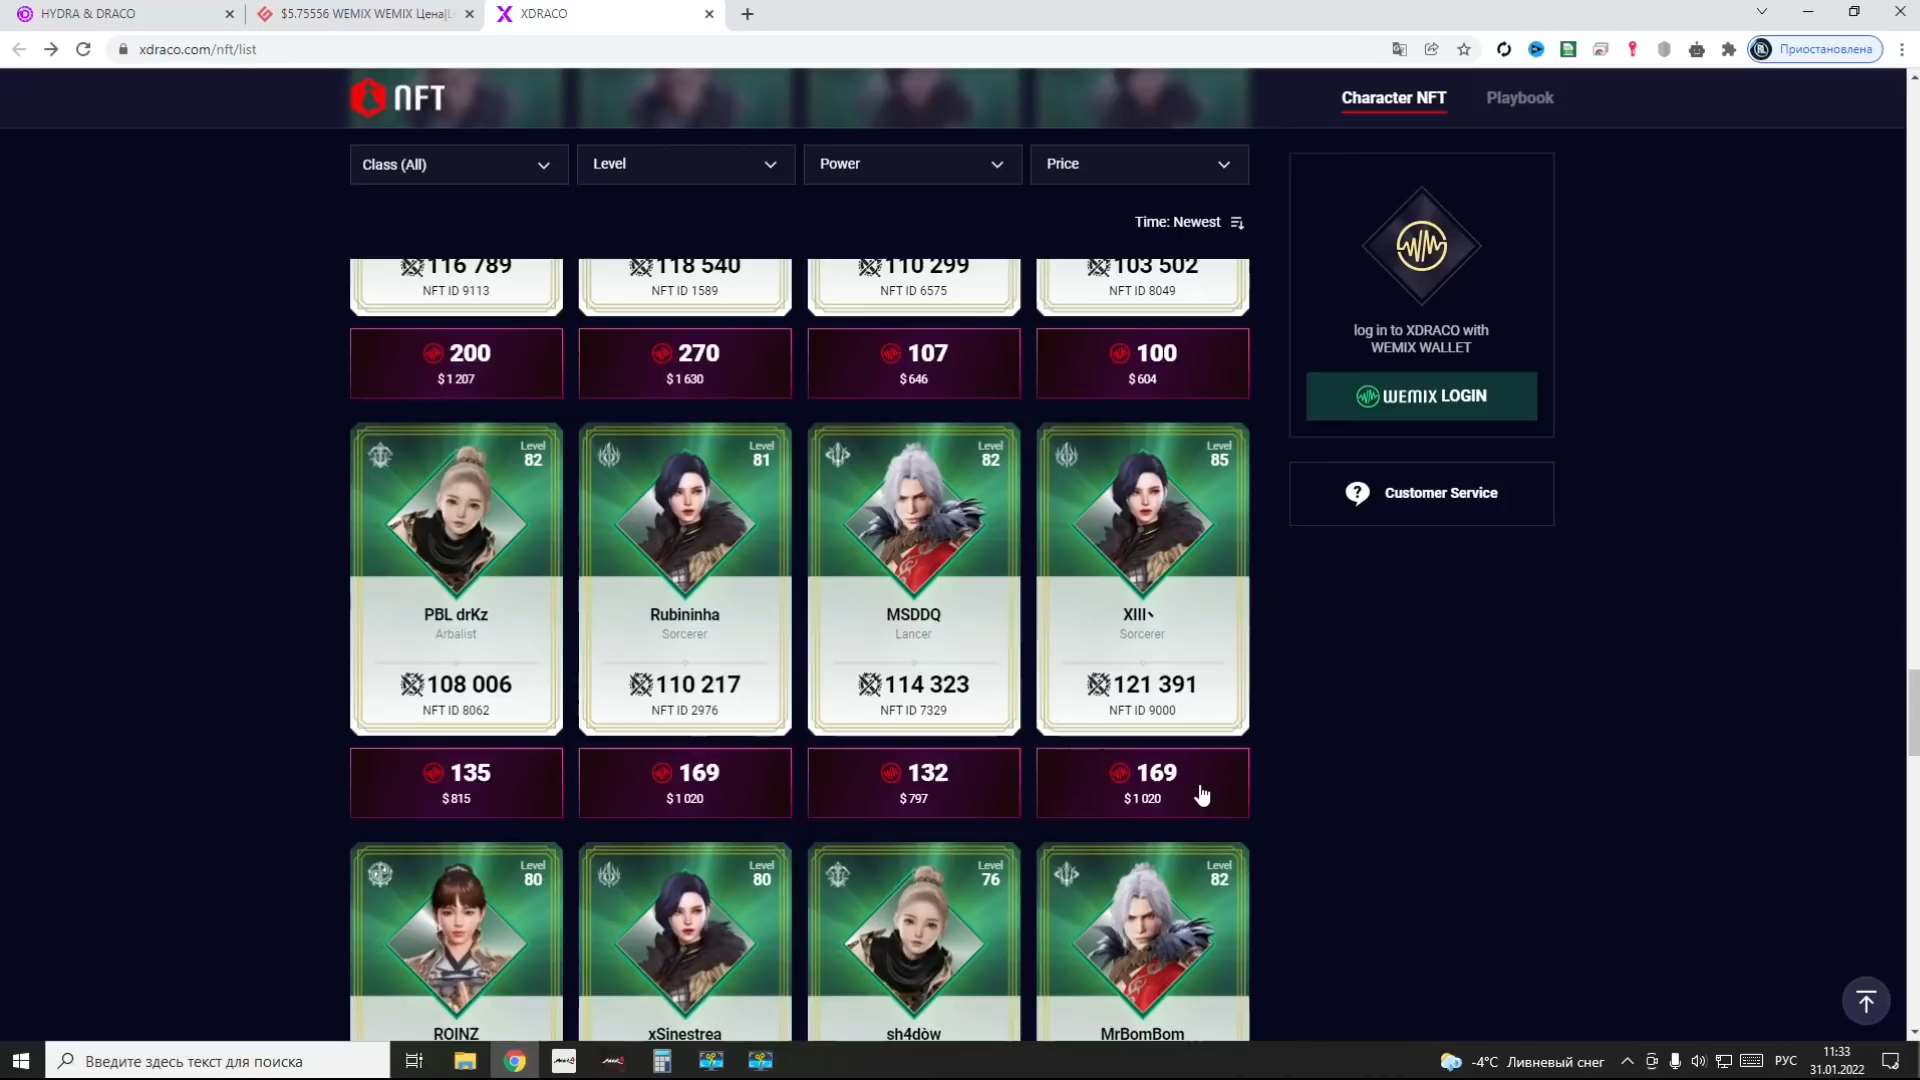 HYDRA & DRACO
$5.75556 WEMIX WEMIX Цена|L
XDRACO
xdraco.com/nft/list
Приостановлена
NFT
Character NFT
Playbook
Class (All)
Level
Power
Price
Time: Newest
116 789
118 540
110 299
103 502
NFT ID 9113
NFT ID 1589
NFT ID 6575
NFT ID 8049
200
270
107
100
$ 1 207
$ 1 630
$ 646
$ 604
log in to XDRACO with
WEMIX WALLET
WEMIX LOGIN
Customer Service
Level
82
Level
81
Level
82
Level
85
PBL drKz
Rubininha
MSDDQ
XIII丶
Arbalist
Sorcerer
Lancer
Sorcerer
108 006
110 217
114 323
121 391
NFT ID 8062
NFT ID 2976
NFT ID 7329
NFT ID 9000
135
169
132
169
$ 815
$ 1 020
$ 797
$ 1 020
Level
80
Level
80
Level
76
Level
82
ROINZ
xSinestrea
sh4dòw
MrBomBom
Введите здесь текст для поиска
-4°C Ливневый снег
РУС
11:33
31.01.2022